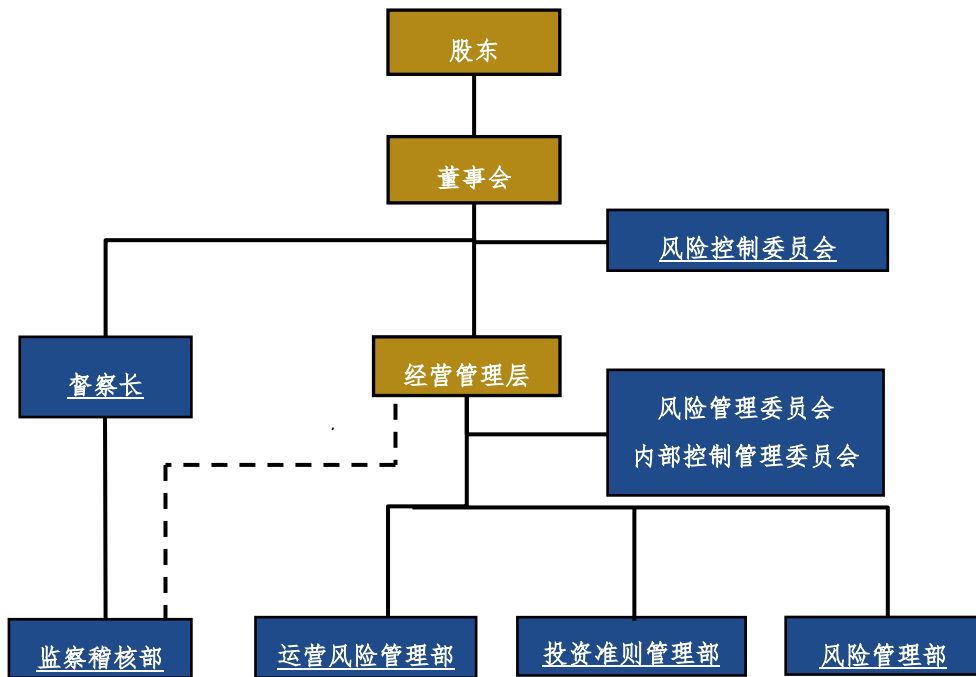 股东
董事会
风险控制委员会
督察长
经营管理层
风险管理委员会
内部控制管理委员会
监察稽核部
运营风险管理部
投资准则管理部
风险管理部